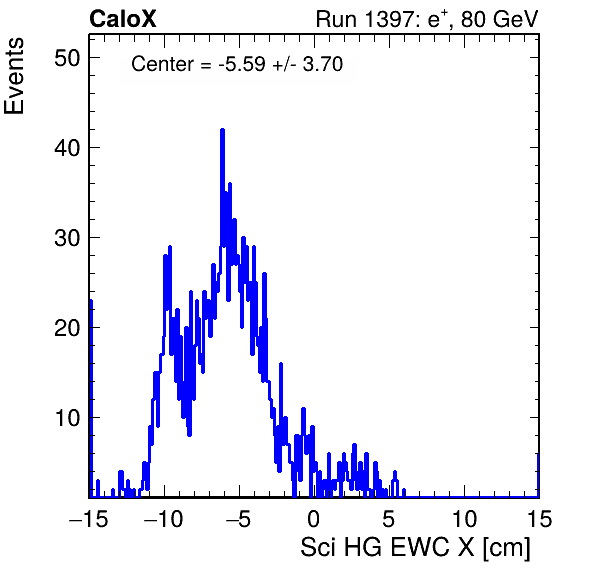 CaloX Run 1397: e+, 80 GeV
Center = -5.59 +/- 3.70
Events
50
40
30
20
10
−15 −10 −5 0 5 10 15
Sci HG EWC X [cm]